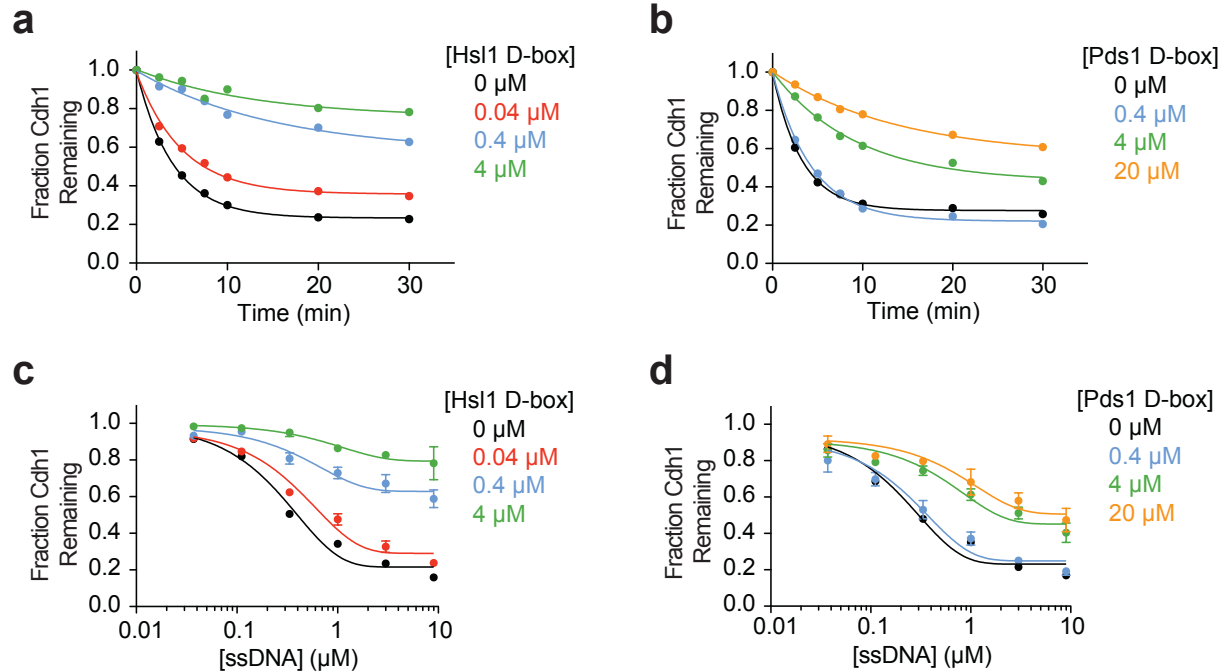 a
[Hsl1 D-box]
0 µM
0.04 µM
0.4 µM
4 µM
Fraction Cdh1
Remaining
1.0
0.8
0.6
0.4
0.2
0.0
0 10 20 30
Time (min)
b
[Pds1 D-box]
0 µM
0.4 µM
4 µM
20 µM
Fraction Cdh1
Remaining
1.0
0.8
0.6
0.4
0.2
0.0
0 10 20 30
Time (min)
c
[Hsl1 D-box]
0 µM
0.04 µM
0.4 µM
4 µM
Fraction Cdh1
Remaining
1.0
0.8
0.6
0.4
0.2
0.0
0.01 0.1 1 10
[ssDNA] (µM)
d
[Pds1 D-box]
0 µM
0.4 µM
4 µM
20 µM
Fraction Cdh1
Remaining
1.0
0.8
0.6
0.4
0.2
0.0
0.01 0.1 1 10
[ssDNA] (µM)